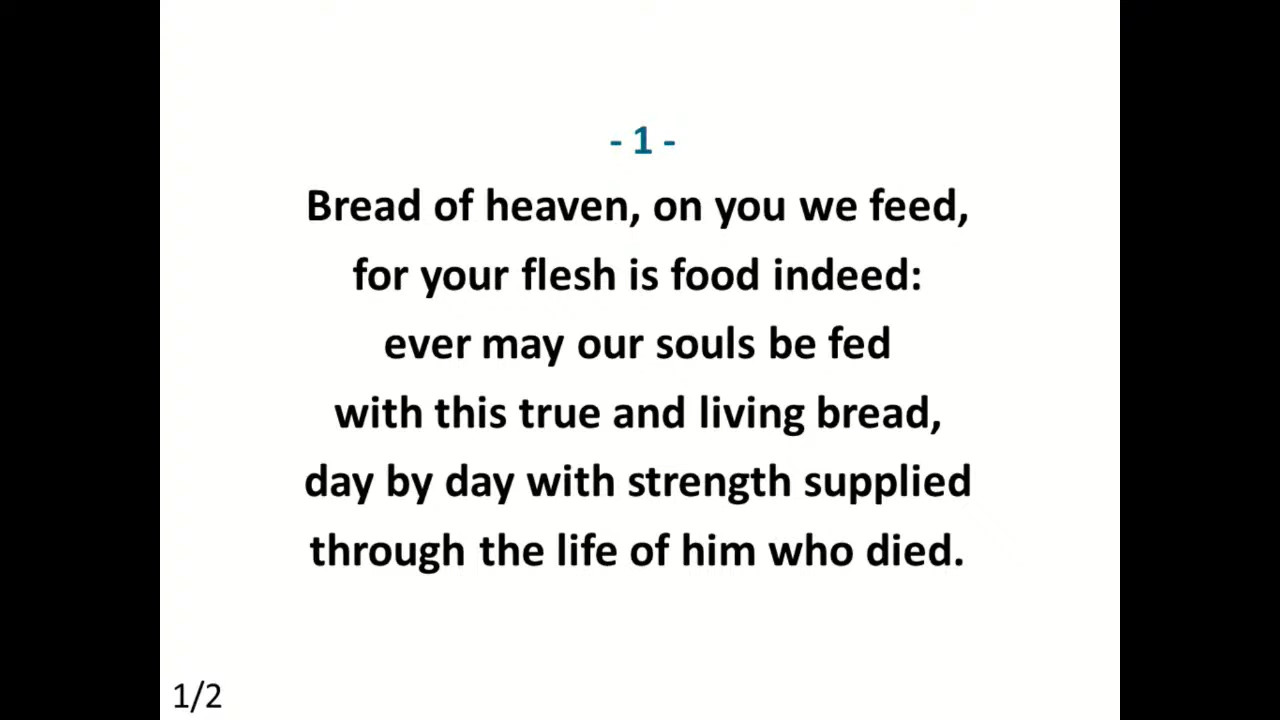 - 1 -
Bread of heaven, on you we feed,
for your flesh is food indeed:
ever may our souls be fed
with this true and living bread,
day by day with strength supplied
through the life of him who died.
1/2